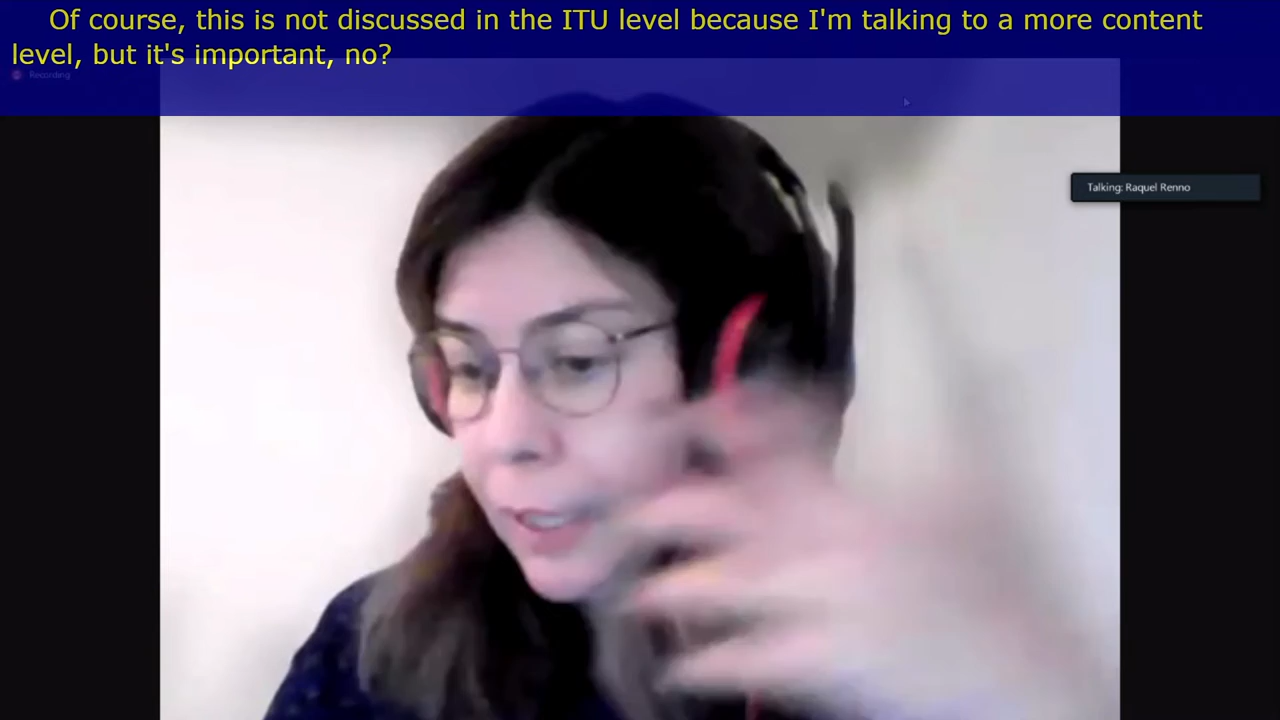 Of course, this is not discussed in the ITU level because I'm talking to a more content
level, but it's important, no?
Recording
Talking: Raquel Renno